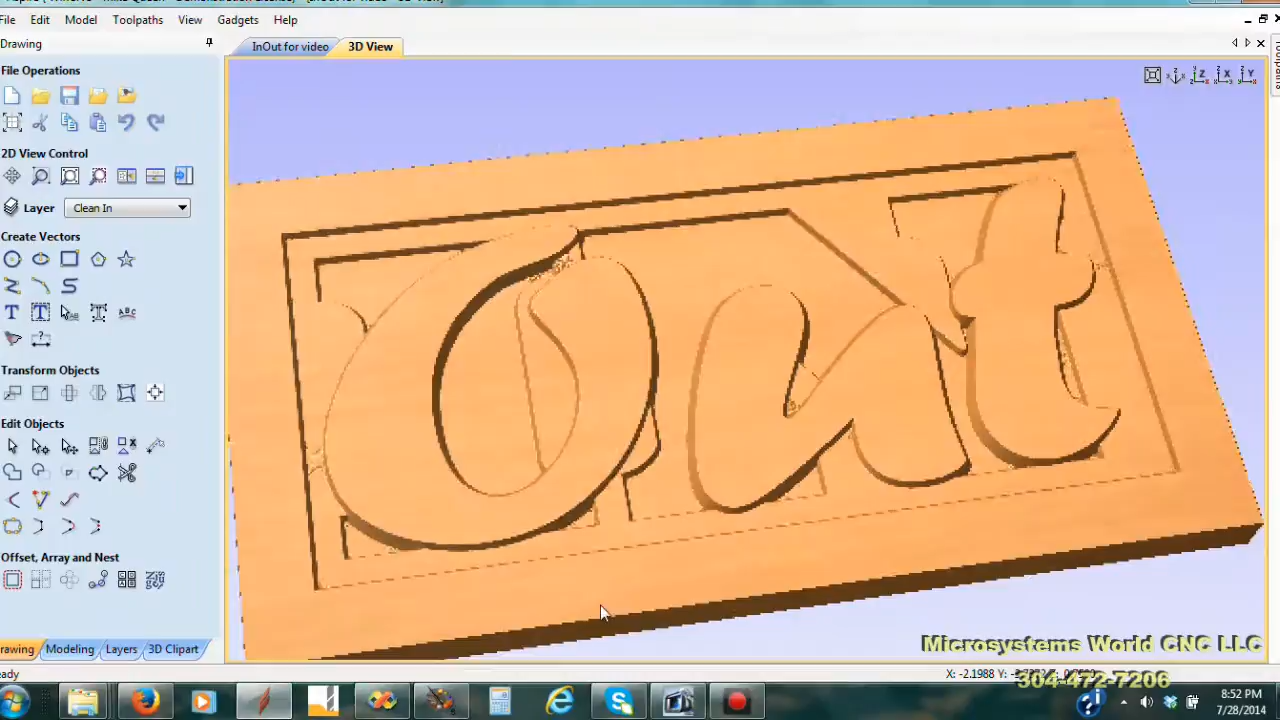 File Edit Model Toolpaths View Gadgets Help
Drawing
InOut for video 3D View
File Operations
2D View Control
Layer Clean In
Create Vectors
Transform Objects
Edit Objects
Offset, Array and Nest
Out
Drawing Modeling Layers 3D Clipart
Microsystems World CNC LLC
X: -2.1988 Y:
304-472-7206
8:52 PM
7/28/2014